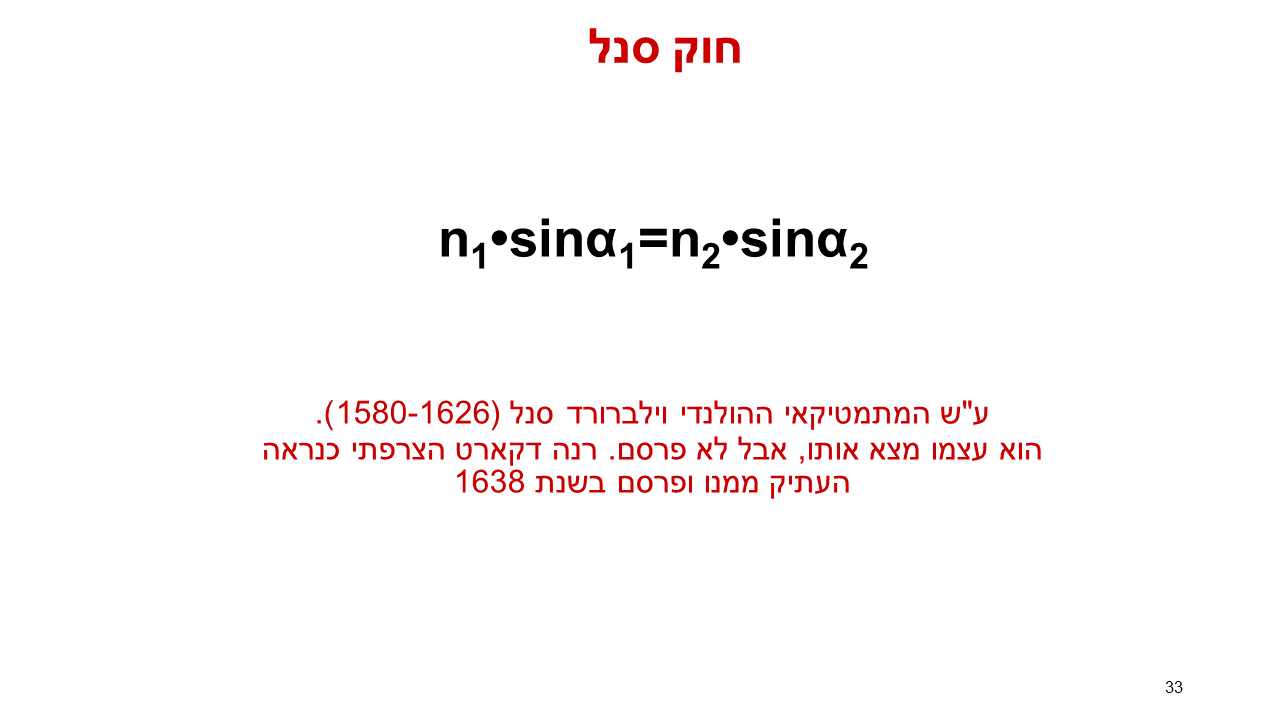 חוק סנל
n₁•sinα₁=n₂•sinα₂
ע"ש המתמטיקאי ההולנדי וילברורד סנל (1580-1626).
הוא עצמו מצא אותו, אבל לא פרסם. רנה דקארט הצרפתי כנראה
העתיק ממנו ופרסם בשנת 1638
33